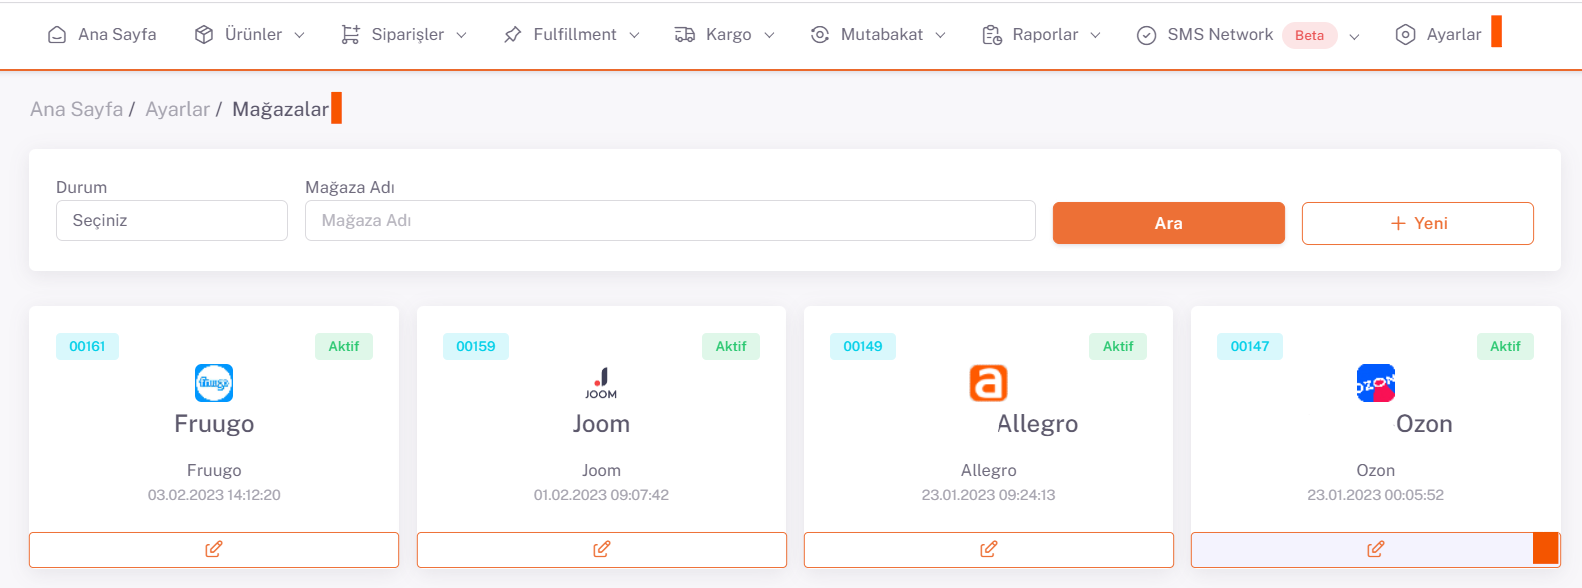 Ana Sayfa Ürünler Siparişler Fulfillment Kargo Mutabakat Raporlar SMS Network Beta Ayarlar
Ana Sayfa / Ayarlar / Mağazalar
Durum Mağaza Adı
Seçiniz Mağaza Adı Ara + Yeni
00161 Aktif 00159 Aktif 00149 Aktif 00147 Aktif
fruugo JOOM a OZON
Fruugo Joom Allegro Ozon
Fruugo Joom Allegro Ozon
03.02.2023 14:12:20 01.02.2023 09:07:42 23.01.2023 09:24:13 23.01.2023 00:05:52